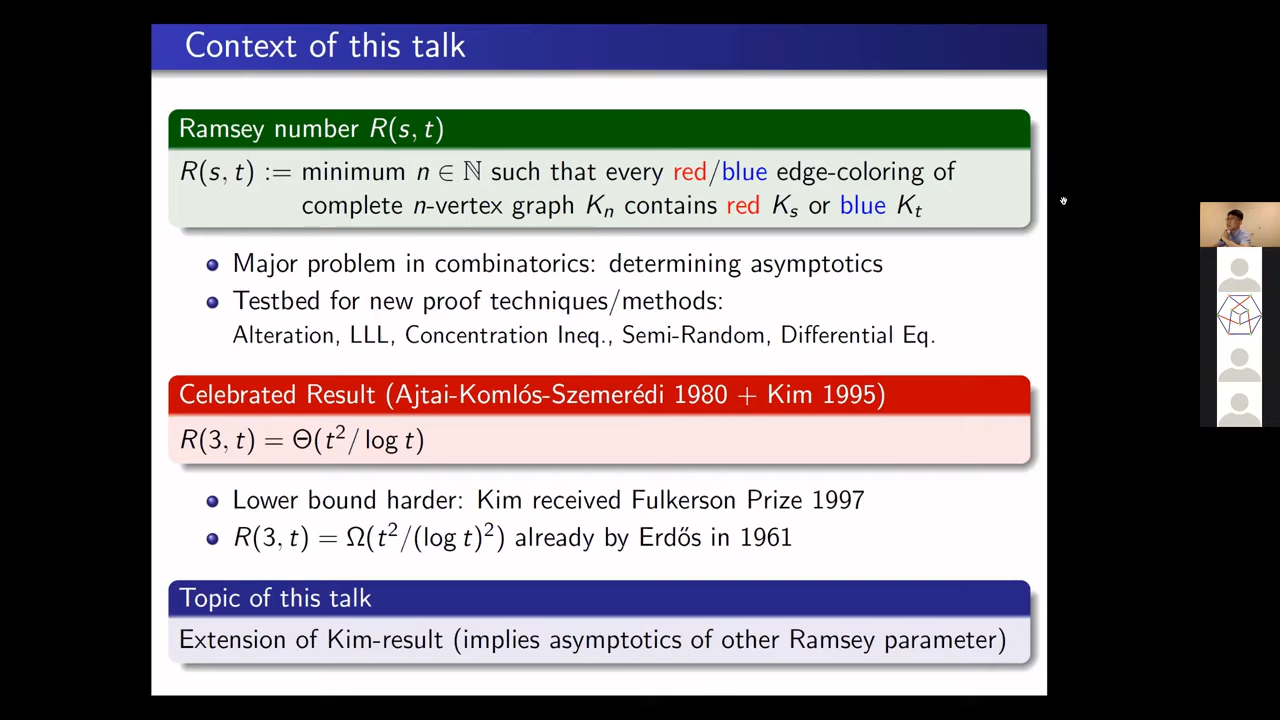 Context of this talk
Ramsey number R(s, t)
R(s, t) := minimum n ∈ ℕ such that every red/blue edge-coloring of
complete n-vertex graph Kₙ contains red Kₛ or blue Kₜ
Major problem in combinatorics: determining asymptotics
Testbed for new proof techniques/methods:
Alteration, LLL, Concentration Ineq., Semi-Random, Differential Eq.
Celebrated Result (Ajtai-Komlós-Szemerédi 1980 + Kim 1995)
R(3, t) = Θ(t²/ log t)
Lower bound harder: Kim received Fulkerson Prize 1997
R(3, t) = Ω(t²/(log t)²) already by Erdős in 1961
Topic of this talk
Extension of Kim-result (implies asymptotics of other Ramsey parameter)